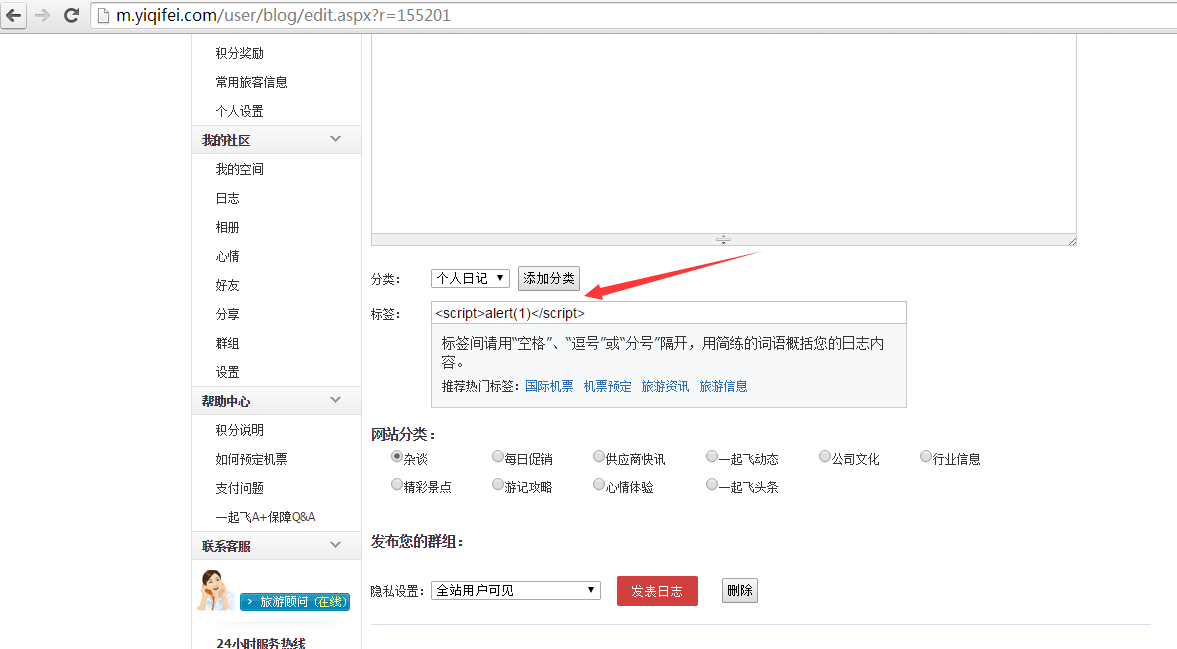 m.yiqifei.com/user/blog/edit.aspx?r=155201
积分奖励
常用旅客信息
个人设置
我的社区
我的空间
日志
相册
心情
好友
分享
群组
设置
帮助中心
积分说明
如何预定机票
支付问题
一起飞A+保障Q&A
联系客服
> 旅游顾问 (在线)
24小时服务热线
分类： 个人日记 添加分类
标签： <script>alert(1)</script>
标签间请用“空格”、“逗号”或“分号”隔开，用简练的词语概括您的日志内
容。
推荐热门标签：国际机票 机票预定 旅游资讯 旅游信息
网站分类：
杂谈 每日促销 供应商快讯 一起飞动态 公司文化 行业信息
精彩景点 游记攻略 心情体验 一起飞头条
发布您的群组：
隐私设置： 全站用户可见 发表日志 删除